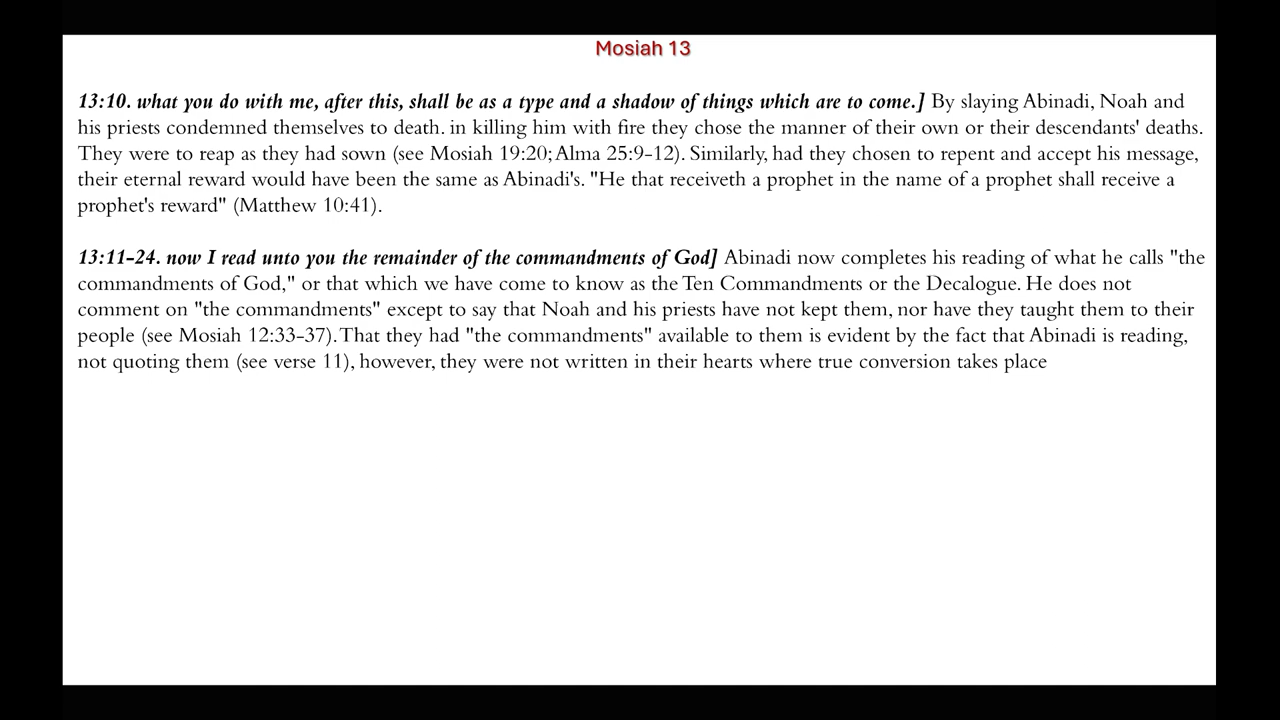 Mosiah 13
13:10. what you do with me, after this, shall be as a type and a shadow of things which are to come.] By slaying Abinadi, Noah and
his priests condemned themselves to death. in killing him with fire they chose the manner of their own or their descendants' deaths.
They were to reap as they had sown (see Mosiah 19:20; Alma 25:9-12). Similarly, had they chosen to repent and accept his message,
their eternal reward would have been the same as Abinadi's. "He that receiveth a prophet in the name of a prophet shall receive a
prophet's reward" (Matthew 10:41).
13:11-24. now I read unto you the remainder of the commandments of God] Abinadi now completes his reading of what he calls "the
commandments of God," or that which we have come to know as the Ten Commandments or the Decalogue. He does not
comment on "the commandments" except to say that Noah and his priests have not kept them, nor have they taught them to their
people (see Mosiah 12:33-37). That they had "the commandments" available to them is evident by the fact that Abinadi is reading,
not quoting them (see verse 11), however, they were not written in their hearts where true conversion takes place